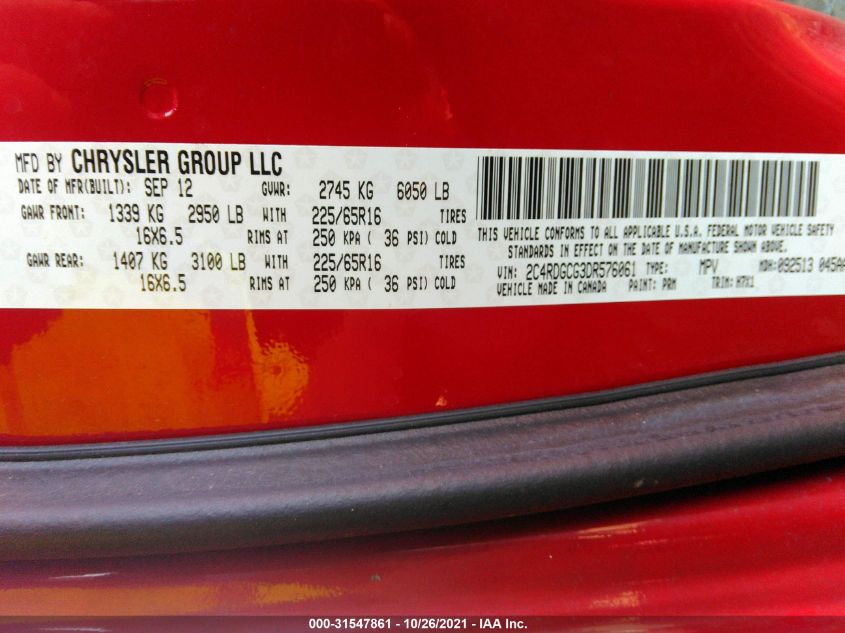 MFD BY CHRYSLER GROUP LLC
DATE OF MFR(BUILT): SEP 12 GVWR: 2745 KG 6050 LB
GAWR FRONT: 1339 KG 2950 LB WITH 225/65R16 TIRES
16X6.5 RIMS AT 250 KPA ( 36 PSI) COLD
GAWR REAR: 1407 KG 3100 LB WITH 225/65R16 TIRES
16X6.5 RIMS AT 250 KPA ( 36 PSI) COLD
THIS VEHICLE CONFORMS TO ALL APPLICABLE U.S.A. FEDERAL MOTOR VEHICLE SAFETY
STANDARDS IN EFFECT ON THE DATE OF MANUFACTURE SHOWN ABOVE.
VIN: 2C4RDGCG3DR576061 TYPE: MPV MDH:092513 045AA
VEHICLE MADE IN CANADA PAINT: PRM TRIM: H7X1
000-31547861 - 10/26/2021 - IAA Inc.